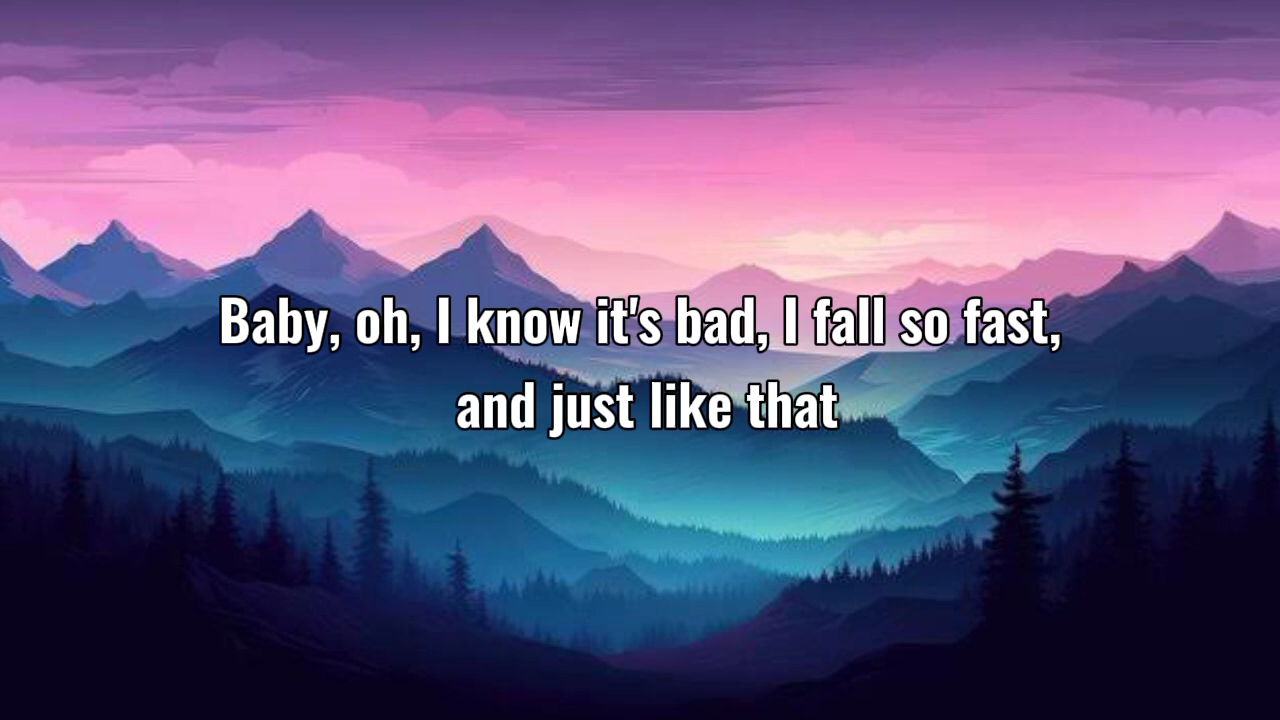 Baby, oh, I know it's bad, I fall so fast,
and just like that